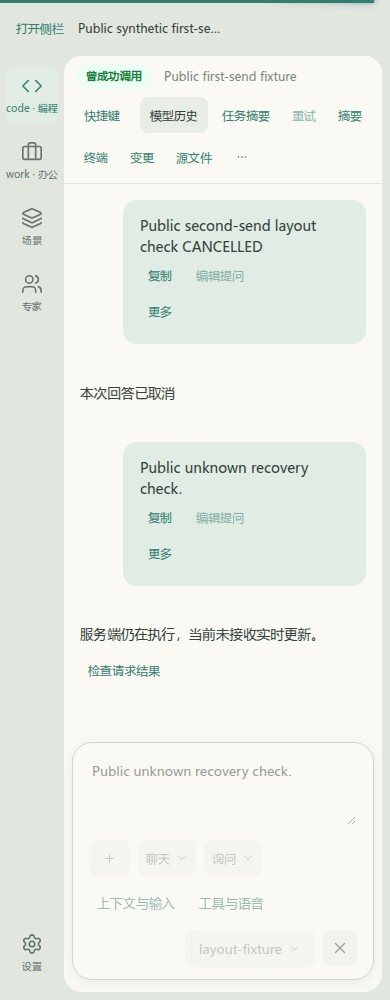 打开侧栏 Public synthetic first-se...
曾成功调用 Public first-send fixture
code · 编程
快捷键 模型历史 任务摘要 重试 摘要
终端 变更 源文件 ...
work · 办公
场景
专家
Public second-send layout
check CANCELLED
复制 编辑提问
更多
本次回答已取消
Public unknown recovery
check.
复制 编辑提问
更多
服务端仍在执行，当前未接收实时更新。
检查请求结果
Public unknown recovery check.
+ 聊天 询问
上下文与输入 工具与语音
layout-fixture
设置